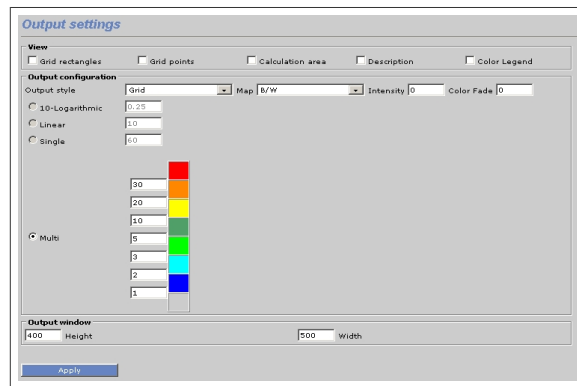 Output settings
View
Grid rectangles Grid points Calculation area Description Color Legend
Output configuration
Output style Grid Map B/W Intensity 0 Color Fade 0
10-Logarithmic 0.25
Linear 10
Single 60
30
20
10
Multi 5
3
2
1
Output window
400 Height 500 Width
Apply